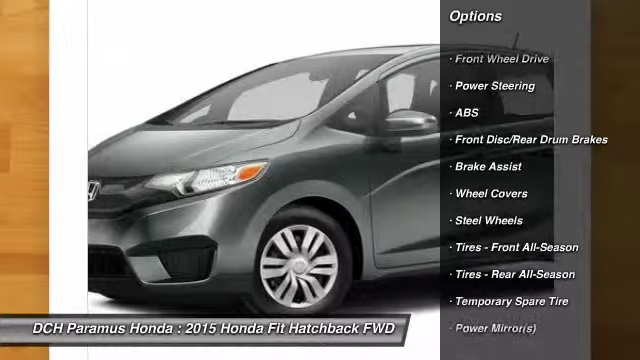 Options
· Front Wheel Drive
· Power Steering
· ABS
· Front Disc/Rear Drum Brakes
· Brake Assist
· Wheel Covers
· Steel Wheels
· Tires - Front All-Season
· Tires - Rear All-Season
· Temporary Spare Tire
· Power Mirror(s)
DCH Paramus Honda : 2015 Honda Fit Hatchback FWD